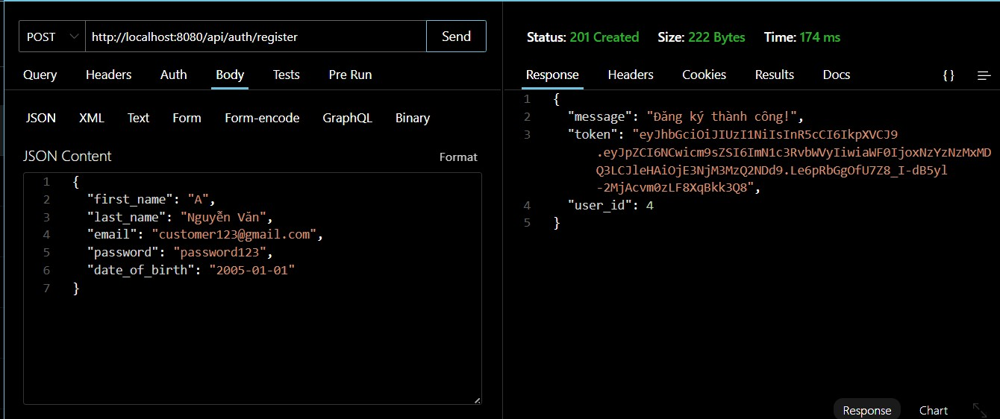 POST http://localhost:8080/api/auth/register Send
Query Headers Auth Body Tests Pre Run
JSON XML Text Form Form-encode GraphQL Binary
JSON Content Format
1 {
2 "first_name": "A",
3 "last_name": "Nguyễn Văn",
4 "email": "customer123@gmail.com",
5 "password": "password123",
6 "date_of_birth": "2005-01-01"
7 }
Status: 201 Created Size: 222 Bytes Time: 174 ms
Response Headers Cookies Results Docs {}
1 {
2 "message": "Đăng ký thành công!",
3 "token": "eyJhbGciOiJIUzI1NiIsInR5cCI6IkpXVCJ9
.eyJpZCI6NCwicm9sZSI6ImN1c3RvbWVyIiwiaWF0IjoxNzYzNzMxMD
Q3LCJleHAiOjE3NjM3MzQ2NDd9.Le6pRbGgOfU7Z8_I-dB5yl
-2MjAcvm0zLF8XqBkk3Q8",
4 "user_id": 4
5 }
Response Chart